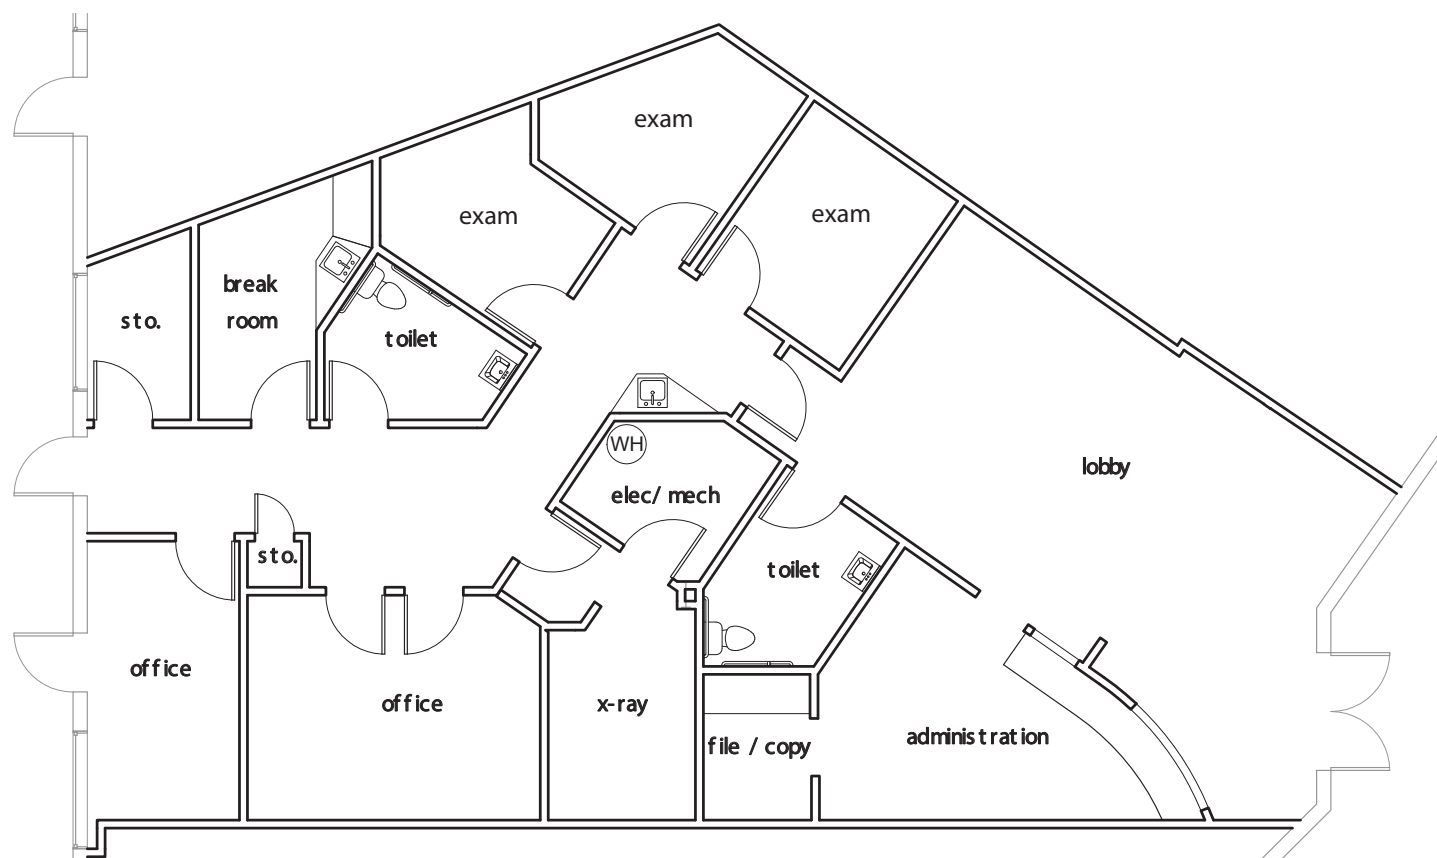 exam
exam
exam
break
room
sto.
toilet
WH
elec/ mech
lobby
sto.
toilet
office
office
x-ray
file / copy
administration